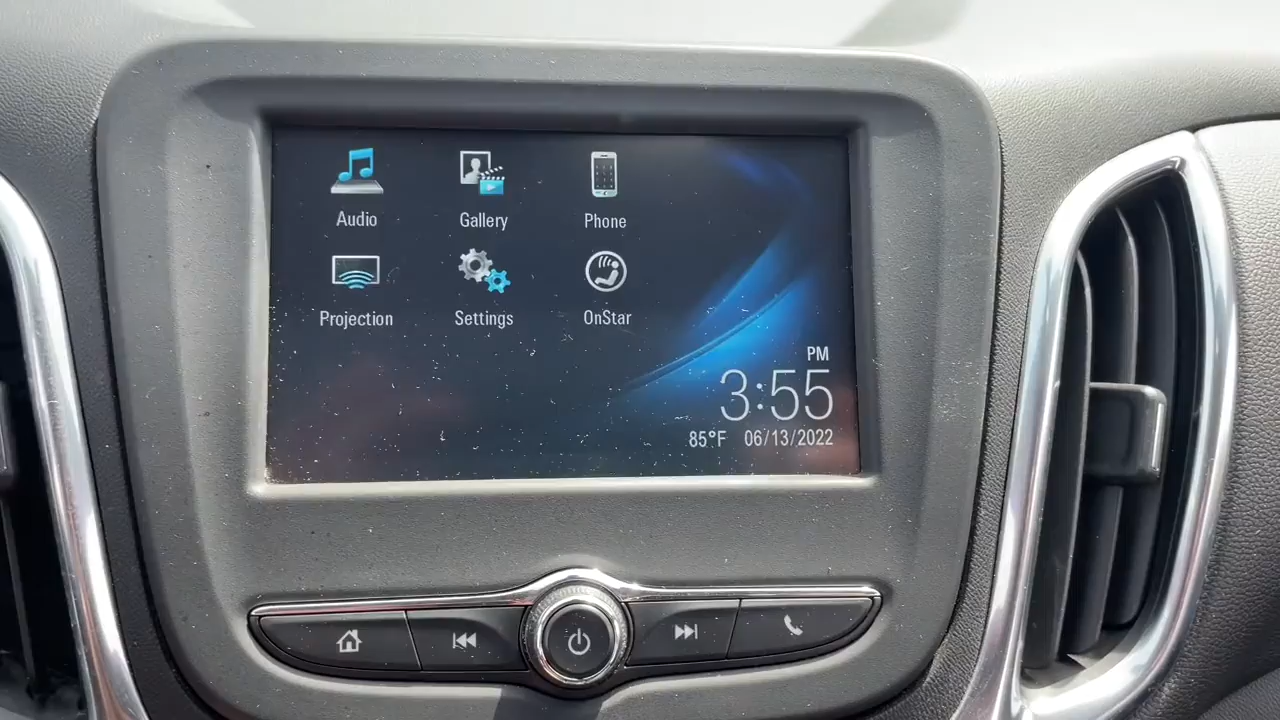 Audio Gallery Phone
Projection Settings OnStar
PM
3:55
85°F 06/13/2022